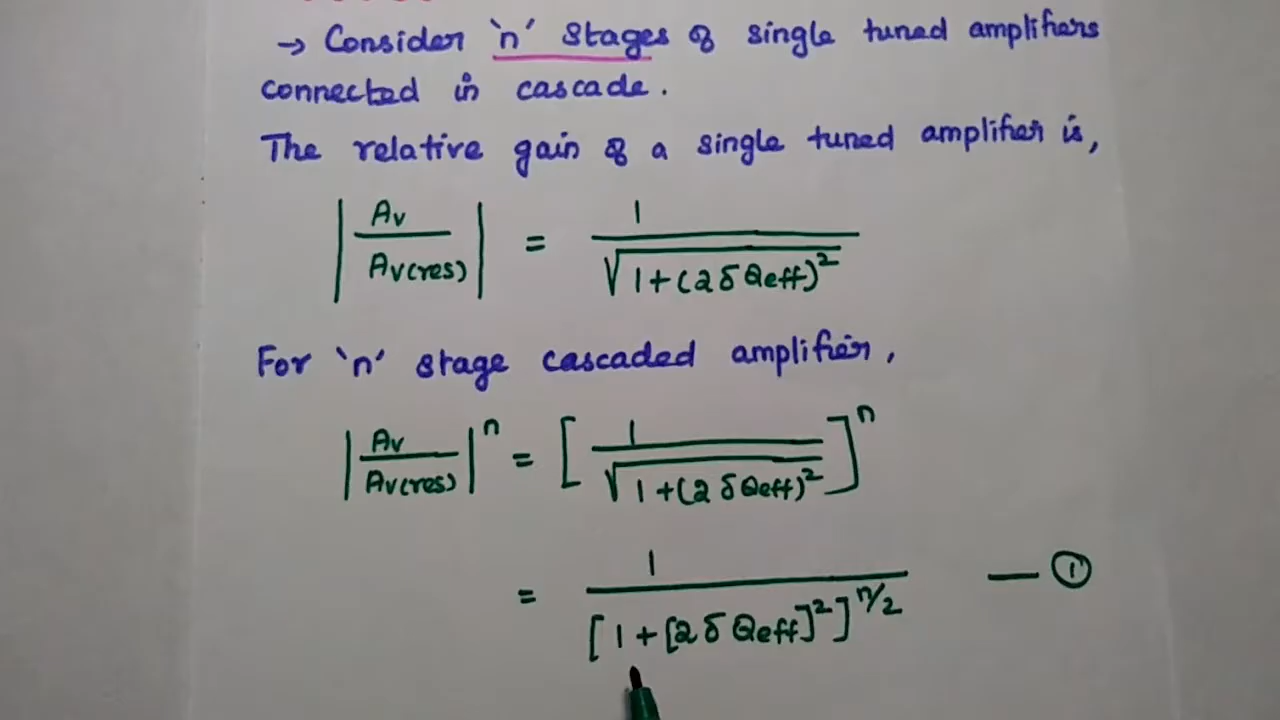 → Consider 'n' stages of single tuned amplifiers
connected in cascade.
The relative gain of a single tuned amplifier is,
|Av / Av(res)| = 1 / √(1+(2δQeff)²)
For 'n' stage cascaded amplifier,
|Av / Av(res)|ⁿ = [1 / √(1+(2δQeff)²)]ⁿ
= 1 / [1+[2δQeff]²]^(n/2) — ①